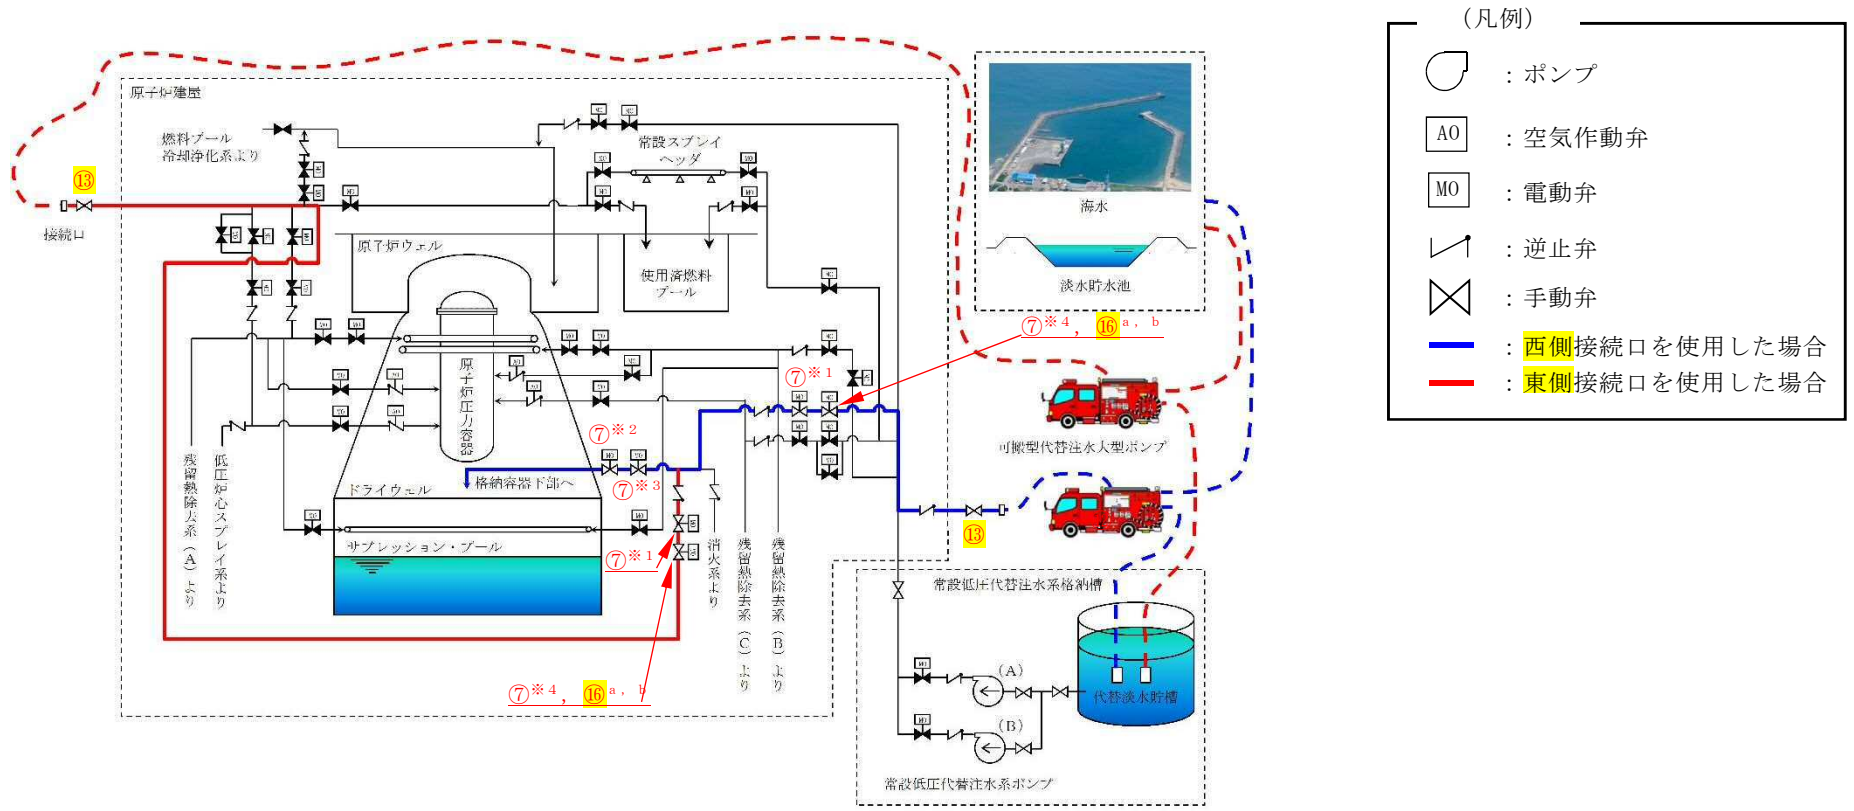 （凡例）
：ポンプ
AO ：空気作動弁
MO ：電動弁
：逆止弁
：手動弁
：西側接続口を使用した場合
：東側接続口を使用した場合
原子炉建屋
燃料プール
冷却浄化系より
常設スプレイ
ヘッダ
⑬
接続口
原子炉ウェル
使用済燃料
プール
海水
淡水貯水池
⑦※4，⑯a，b
⑦※1
原子炉圧力容器
可搬型代替注水大型ポンプ
⑦※2
⑦※3
格納容器下部へ
ドライウェル
サプレッション・プール
⑦※1
⑬
残留熱除去系（A）より
低圧炉心スプレイ系より
消火系より
残留熱除去系（C）より
残留熱除去系（B）より
⑦※4，⑯a，b
常設低圧代替注水系格納槽
（A）
（B）
代替淡水貯槽
常設低圧代替注水系ポンプ